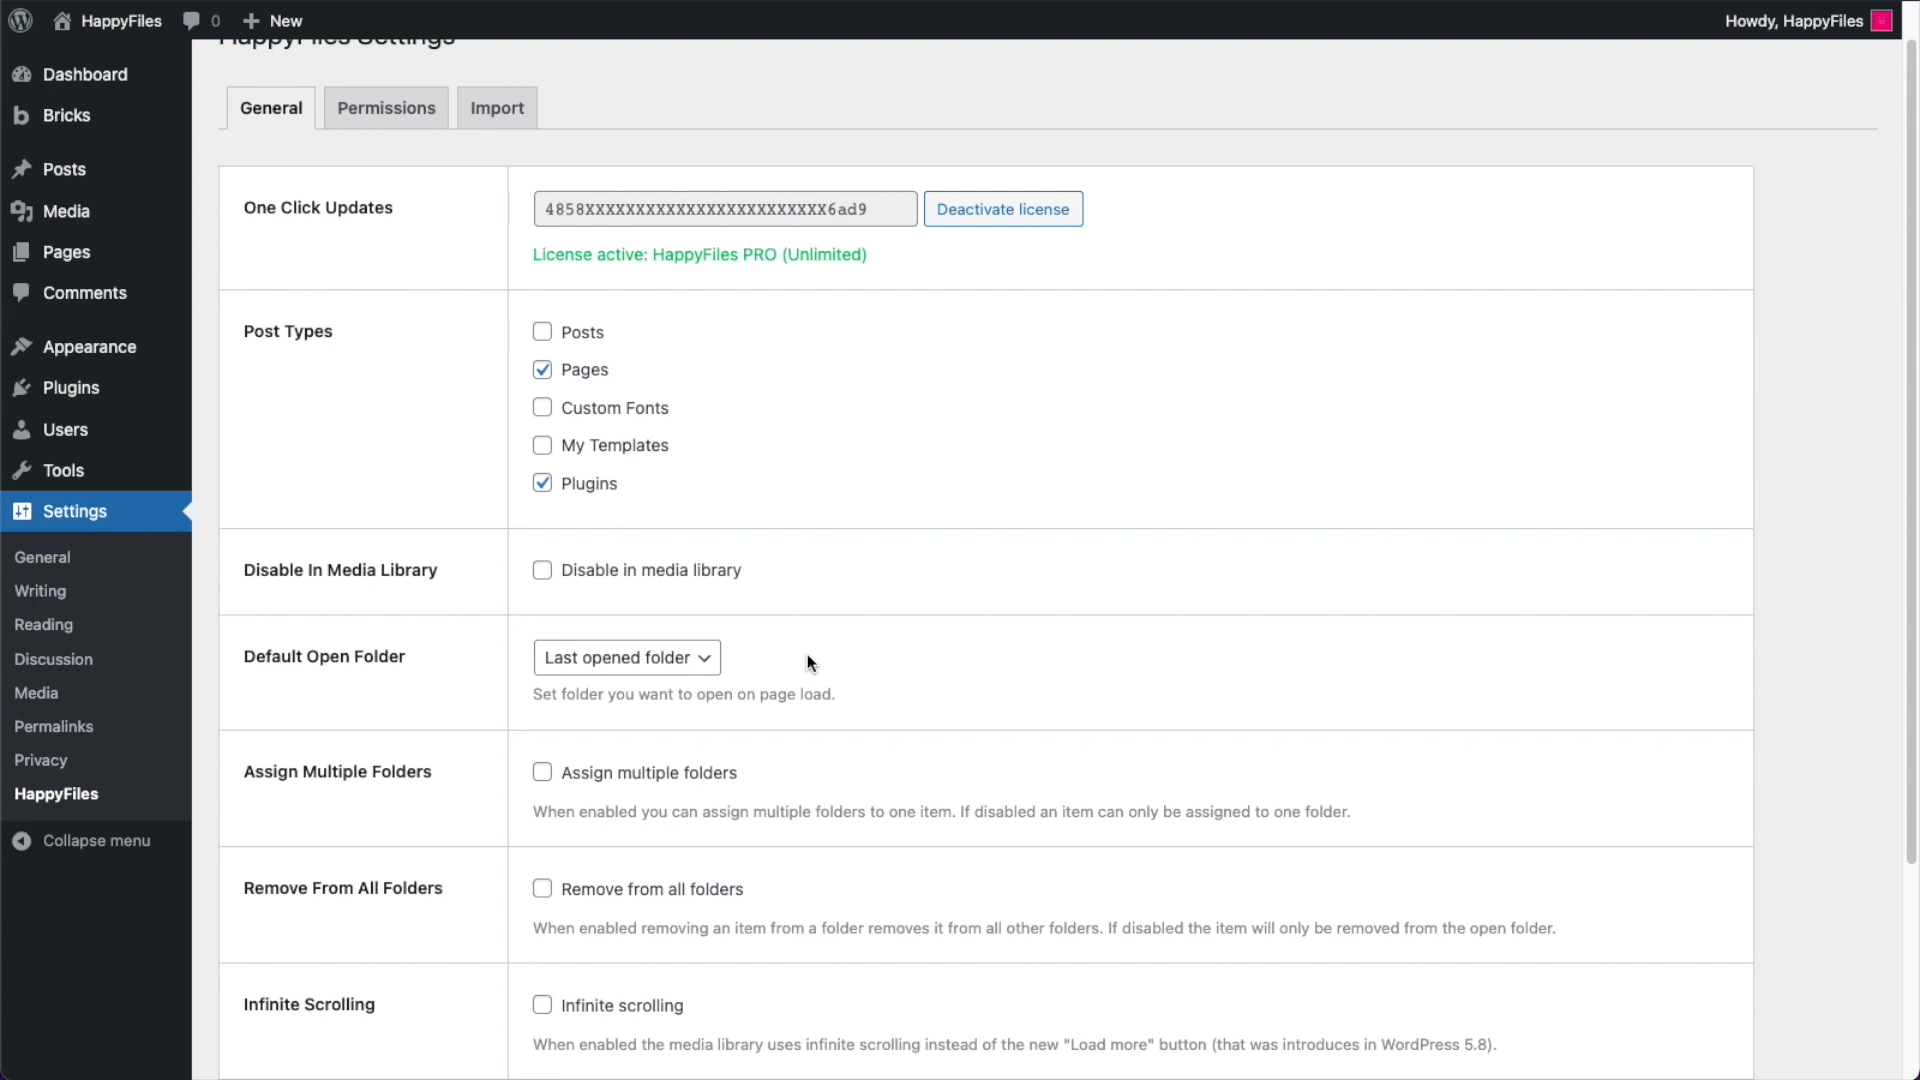 HappyFiles
0
New
Howdy, HappyFiles
HappyFiles Settings
Dashboard
Bricks
Posts
Media
Pages
Comments
Appearance
Plugins
Users
Tools
Settings
General
Writing
Reading
Discussion
Media
Permalinks
Privacy
HappyFiles
Collapse menu
General
Permissions
Import
One Click Updates
4858XXXXXXXXXXXXXXXXXXXXXXXX6ad9
Deactivate license
License active: HappyFiles PRO (Unlimited)
Post Types
Posts
Pages
Custom Fonts
My Templates
Plugins
Disable In Media Library
Disable in media library
Default Open Folder
Last opened folder
Set folder you want to open on page load.
Assign Multiple Folders
Assign multiple folders
When enabled you can assign multiple folders to one item. If disabled an item can only be assigned to one folder.
Remove From All Folders
Remove from all folders
When enabled removing an item from a folder removes it from all other folders. If disabled the item will only be removed from the open folder.
Infinite Scrolling
Infinite scrolling
When enabled the media library uses infinite scrolling instead of the new "Load more" button (that was introduces in WordPress 5.8).